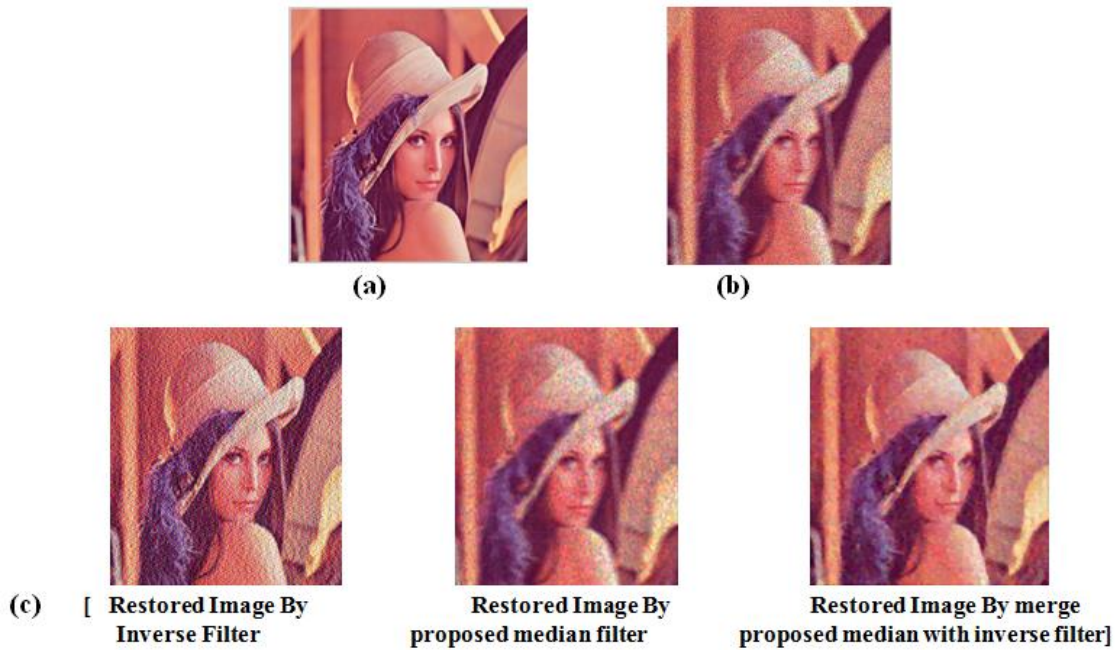 (a) (b)
(c) [ Restored Image By
Inverse Filter
Restored Image By
proposed median filter
Restored Image By merge
proposed median with inverse filter]